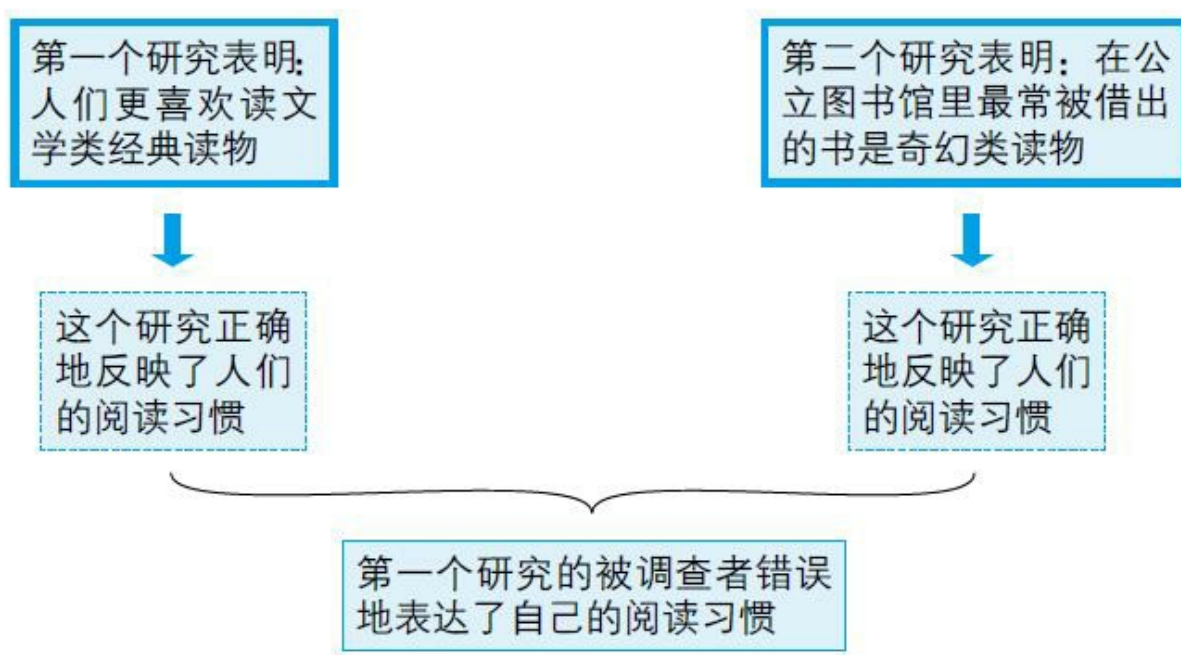 第一个研究表明:
人们更喜欢读文
学类经典读物
第二个研究表明：在公
立图书馆里最常被借出
的书是奇幻类读物
这个研究正确
地反映了人们
的阅读习惯
这个研究正确
地反映了人们
的阅读习惯
第一个研究的被调查者错误
地表达了自己的阅读习惯